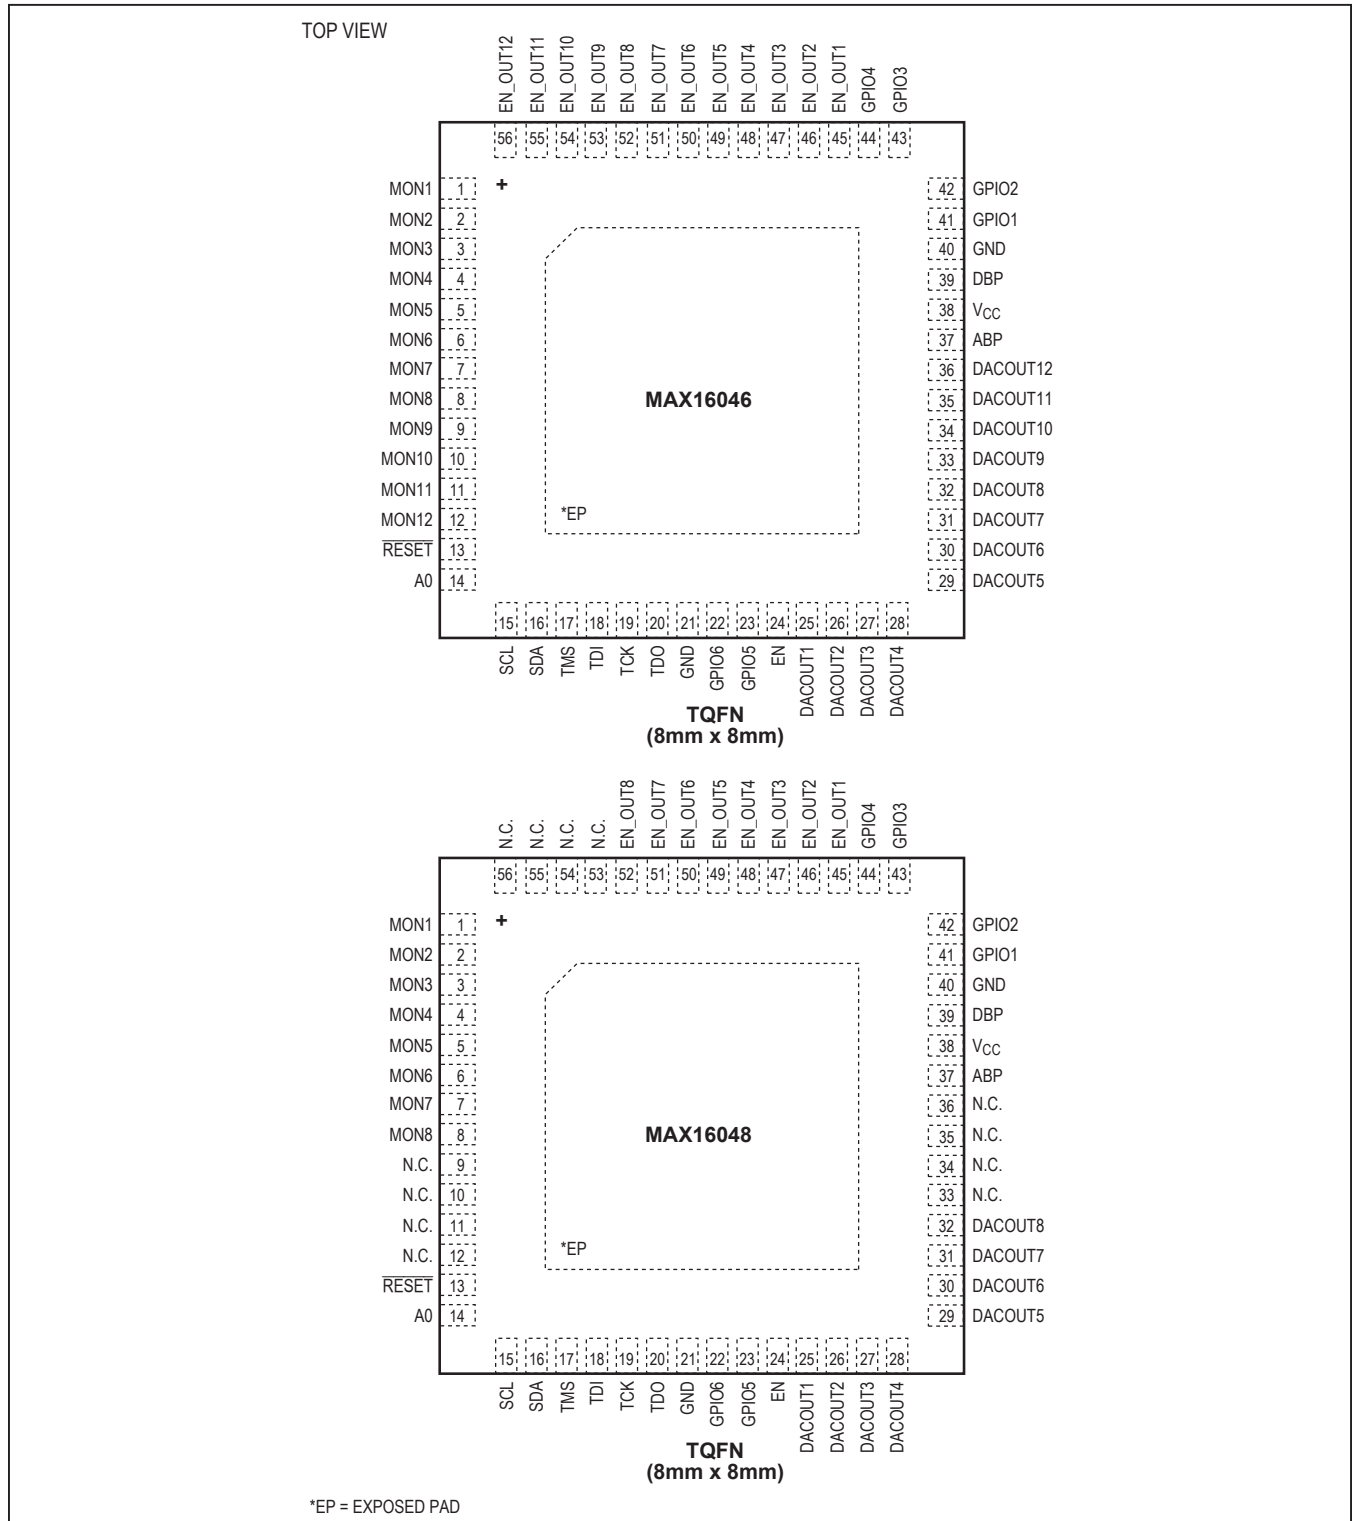 TOP VIEW
EN_OUT12 EN_OUT11 EN_OUT10 EN_OUT9 EN_OUT8 EN_OUT7 EN_OUT6 EN_OUT5 EN_OUT4 EN_OUT3 EN_OUT2 EN_OUT1 GPIO4 GPIO3
56 55 54 53 52 51 50 49 48 47 46 45 44 43
MON1 1 + 42 GPIO2
MON2 2 41 GPIO1
MON3 3 40 GND
MON4 4 39 DBP
MON5 5 38 VCC
MON6 6 37 ABP
MON7 7 36 DACOUT12
MON8 8 MAX16046 35 DACOUT11
MON9 9 34 DACOUT10
MON10 10 33 DACOUT9
MON11 11 32 DACOUT8
MON12 12 *EP 31 DACOUT7
RESET 13 30 DACOUT6
A0 14 29 DACOUT5
15 16 17 18 19 20 21 22 23 24 25 26 27 28
SCL SDA TMS TDI TCK TDO GND GPIO6 GPIO5 EN DACOUT1 DACOUT2 DACOUT3 DACOUT4
TQFN
(8mm x 8mm)
N.C. N.C. N.C. N.C. EN_OUT8 EN_OUT7 EN_OUT6 EN_OUT5 EN_OUT4 EN_OUT3 EN_OUT2 EN_OUT1 GPIO4 GPIO3
56 55 54 53 52 51 50 49 48 47 46 45 44 43
MON1 1 + 42 GPIO2
MON2 2 41 GPIO1
MON3 3 40 GND
MON4 4 39 DBP
MON5 5 38 VCC
MON6 6 37 ABP
MON7 7 36 N.C.
MON8 8 MAX16048 35 N.C.
N.C. 9 34 N.C.
N.C. 10 33 N.C.
N.C. 11 32 DACOUT8
N.C. 12 *EP 31 DACOUT7
RESET 13 30 DACOUT6
A0 14 29 DACOUT5
15 16 17 18 19 20 21 22 23 24 25 26 27 28
SCL SDA TMS TDI TCK TDO GND GPIO6 GPIO5 EN DACOUT1 DACOUT2 DACOUT3 DACOUT4
TQFN
(8mm x 8mm)
*EP = EXPOSED PAD